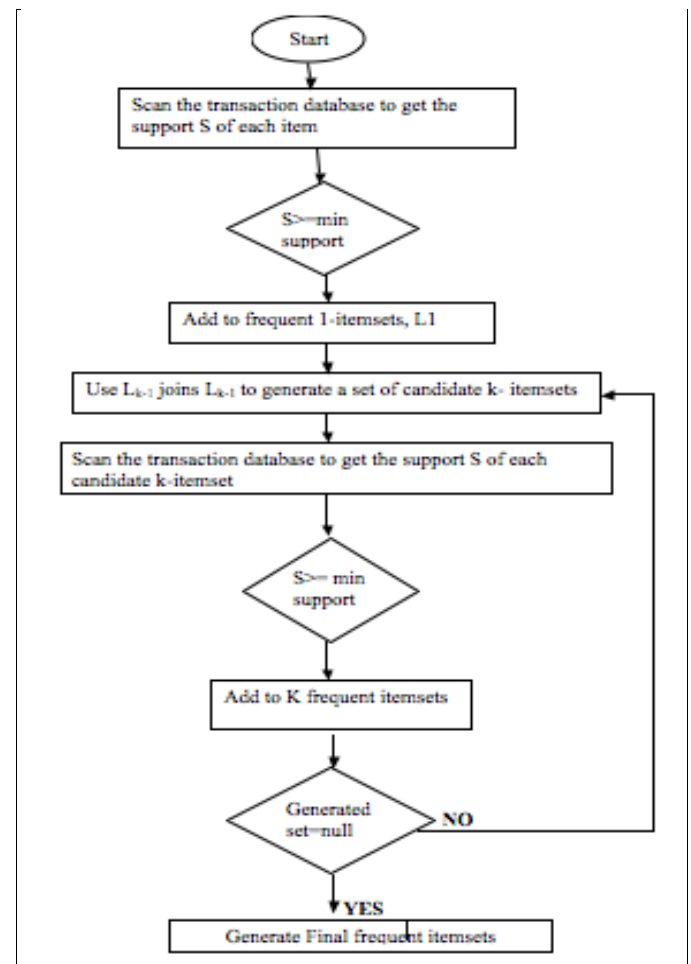 Start
Scan the transaction database to get the
support S of each item
S>=min
support
Add to frequent 1-itemsets, L1
Use Lₖ₋₁ joins Lₖ₋₁ to generate a set of candidate k- itemsets
Scan the transaction database to get the support S of each
candidate k-itemset
S>= min
support
Add to K frequent itemsets
Generated
set=null
NO
YES
Generate Final frequent itemsets